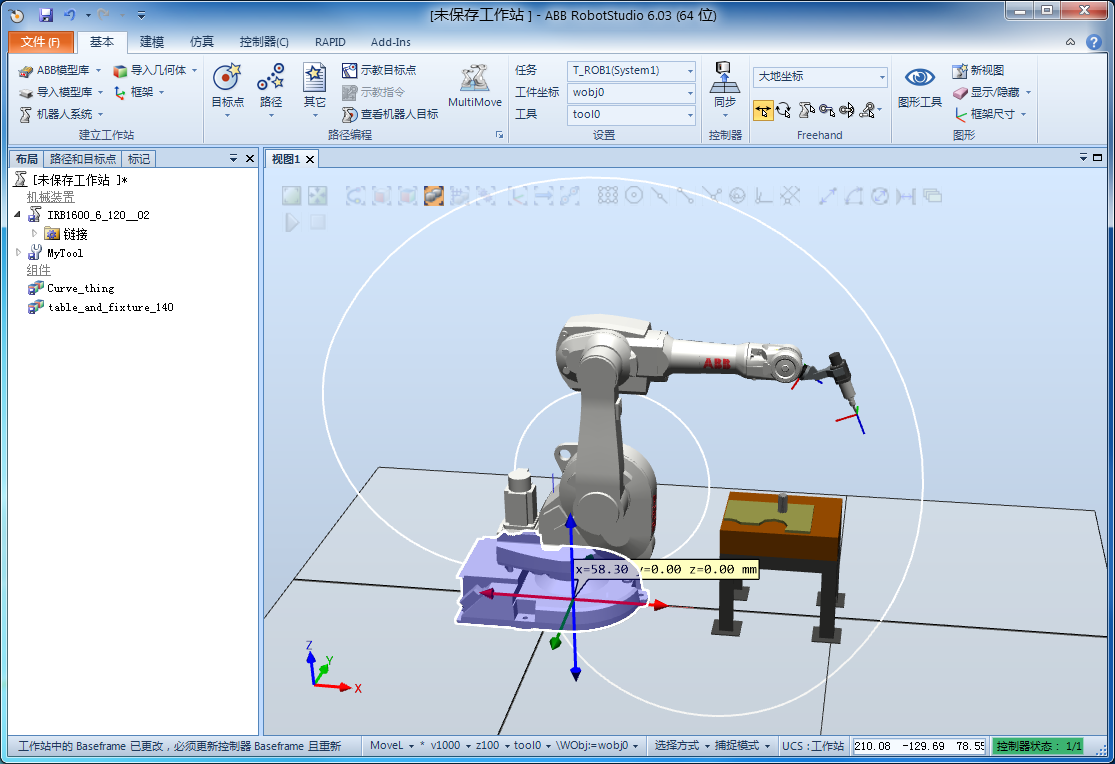 [未保存工作站 ] - ABB RobotStudio 6.03 (64 位)
文件(F) 基本 建模 仿真 控制器(C) RAPID Add-Ins
ABB模型库 导入几何体
导入模型库 框架
机器人系统
建立工作站
目标点 路径 其它
示教目标点
示教指令
查看机器人目标
MultiMove
路径编程
任务 T_ROB1(System1)
工件坐标 wobj0
工具 tool0
设置
同步
控制器
大地坐标
Freehand
图形工具
新视图
显示/隐藏
框架尺寸
图形
布局 路径和目标点 标记
视图1
[未保存工作站 ]*
机械装置
IRB1600_6_120__02
链接
MyTool
组件
Curve_thing
table_and_fixture_140
ABB
x=58.30 y=0.00 z=0.00 mm
Z
Y
X
工作站中的 Baseframe 已更改，必须更新控制器 Baseframe 且重新
MoveL * v1000 z100 tool0 \WObj:=wobj0 选择方式 捕捉模式 UCS：工作站 210.08 -129.69 78.55 控制器状态： 1/1